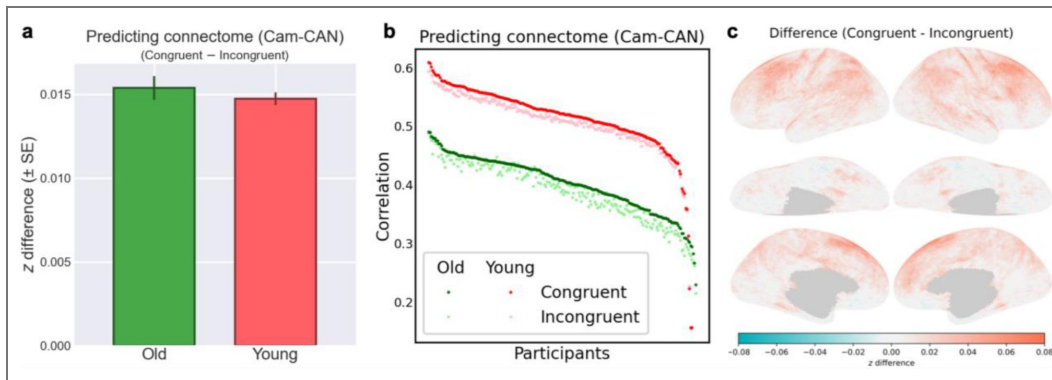 a
Predicting connectome (Cam-CAN)
(Congruent − Incongruent)
z difference (± SE)
0.015
0.010
0.015
0.000
Old
Young
b
Predicting connectome (Cam-CAN)
Correlation
0.6
0.5
0.4
0.3
0.2
Old Young
Congruent
Incongruent
Participants
c
Difference (Congruent - Incongruent)
−0.08 −0.06 −0.04 −0.02 0.00 0.02 0.04 0.06 0.08
z difference